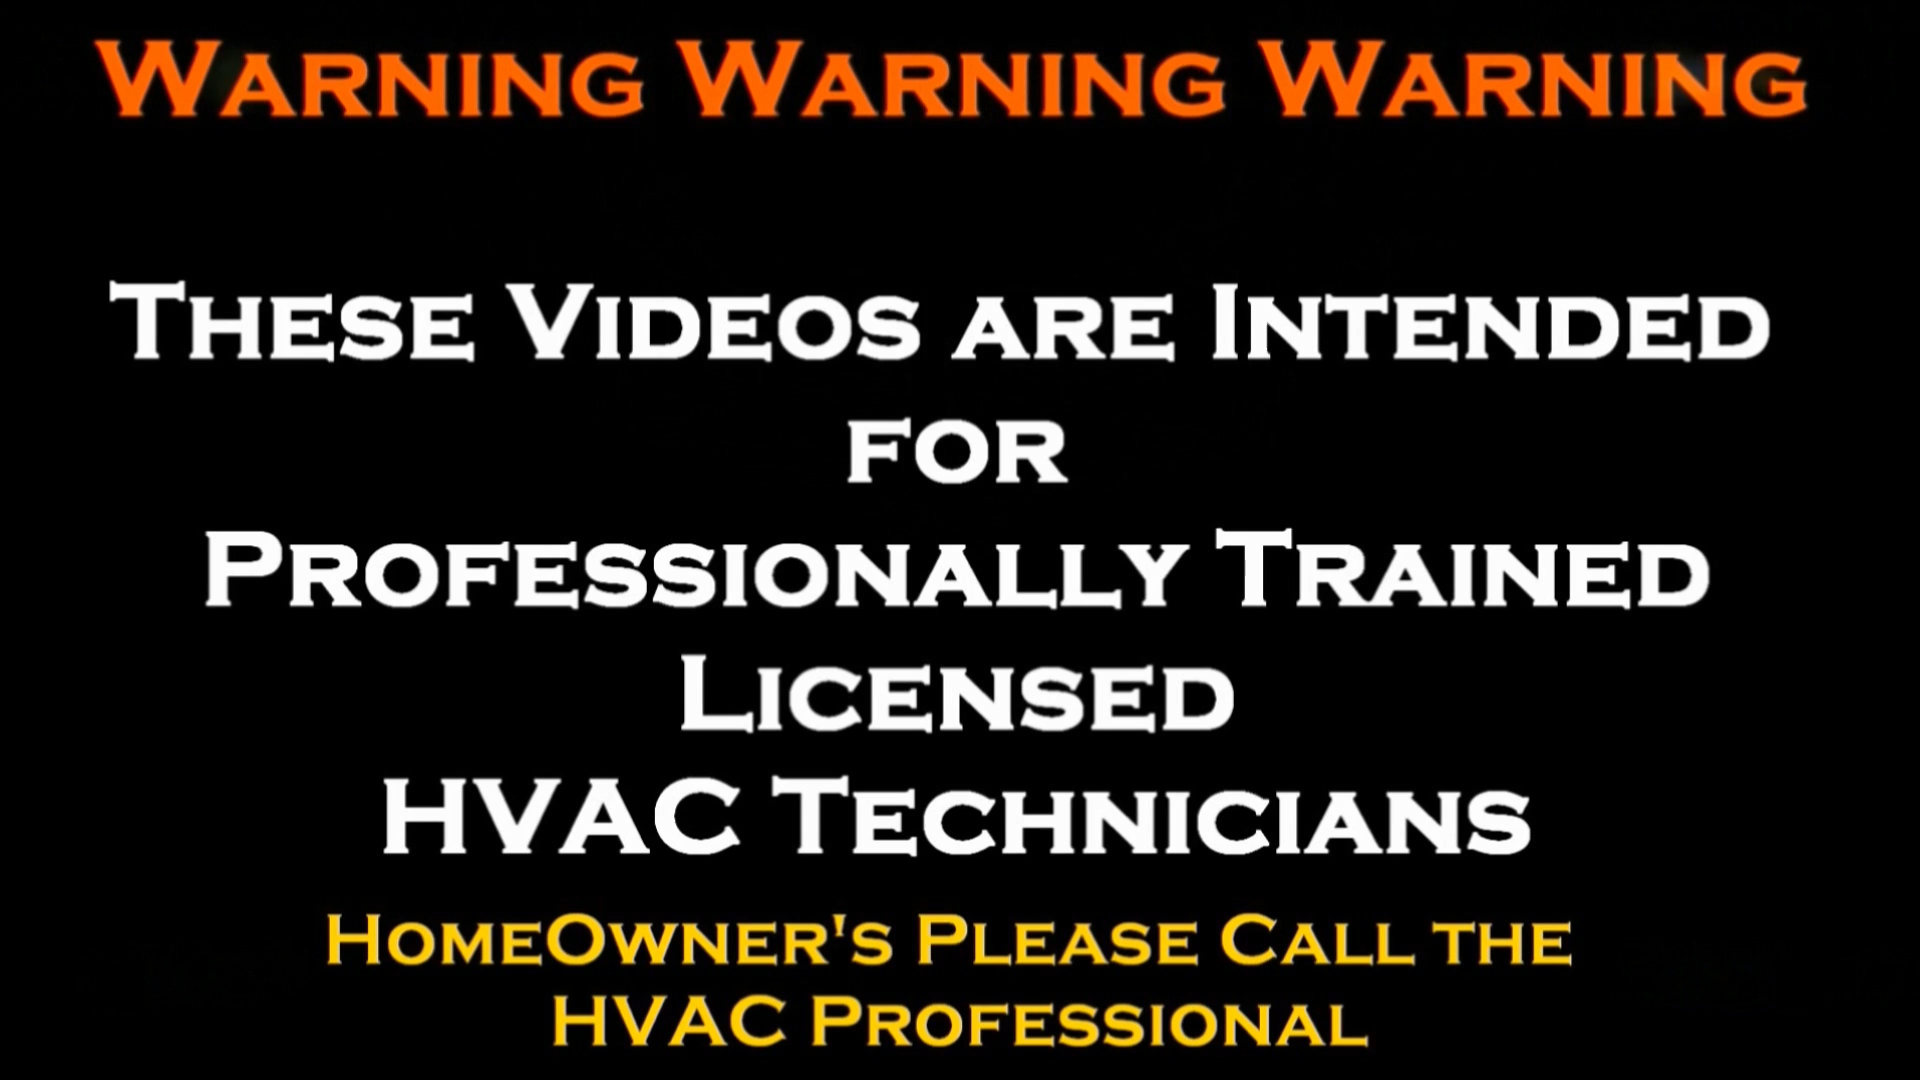 Warning Warning Warning
These Videos are Intended
for
Professionally Trained
Licensed
HVAC Technicians
HomeOwner's Please Call the
HVAC Professional